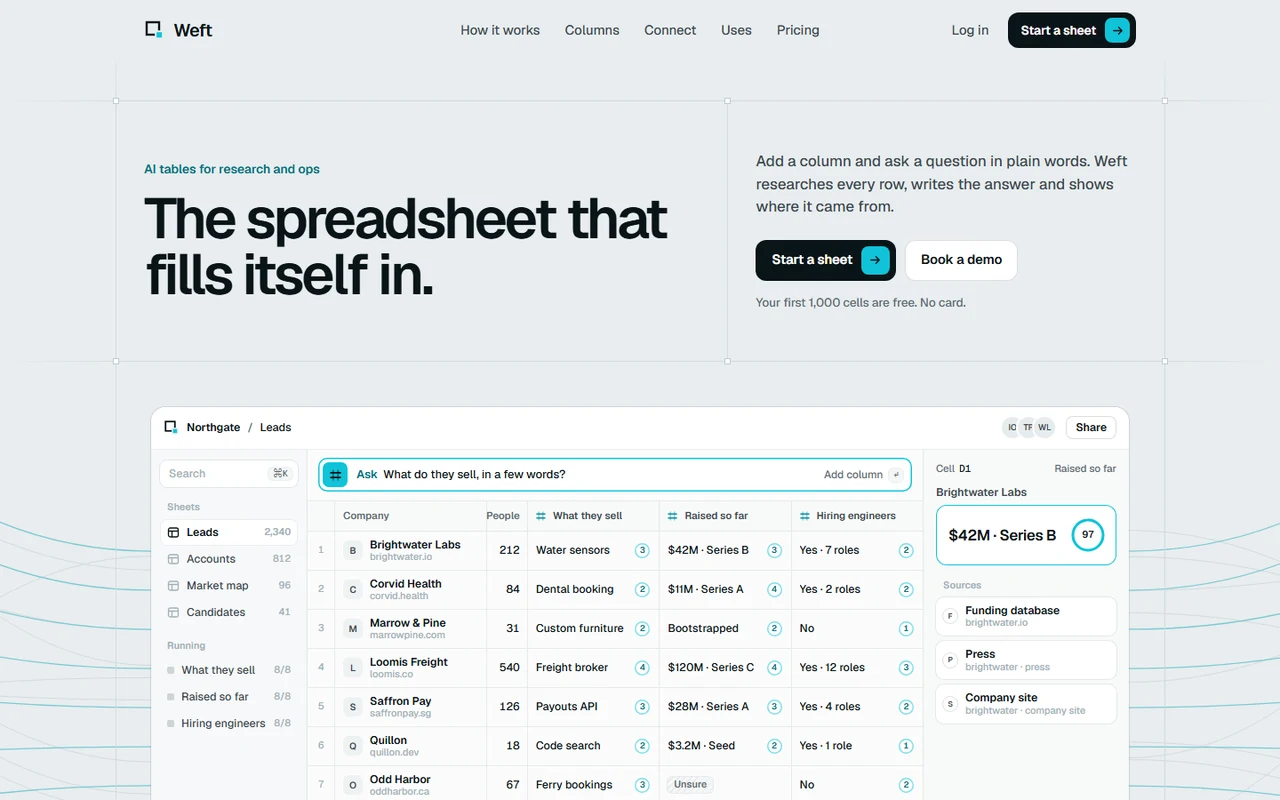 Weft
How it works Columns Connect Uses Pricing
Log in
Start a sheet
AI tables for research and ops
The spreadsheet that
fills itself in.
Add a column and ask a question in plain words. Weft
researches every row, writes the answer and shows
where it came from.
Start a sheet
Book a demo
Your first 1,000 cells are free. No card.
Northgate / Leads
TF WL
Share
Search ⌘K
Sheets
Leads 2,340
Accounts 812
Market map 96
Candidates 41
Running
What they sell 8/8
Raised so far 8/8
Hiring engineers 8/8
Ask What do they sell, in a few words? Add column ↵
Company People What they sell Raised so far Hiring engineers
1 B Brightwater Labs 212 Water sensors 3 $42M · Series B 3 Yes · 7 roles 2
brightwater.io
2 C Corvid Health 84 Dental booking 2 $11M · Series A 4 Yes · 2 roles 2
corvid.health
3 M Marrow & Pine 31 Custom furniture 2 Bootstrapped 2 No 1
marrowpine.com
4 L Loomis Freight 540 Freight broker 4 $120M · Series C 4 Yes · 12 roles 3
loomis.co
5 S Saffron Pay 126 Payouts API 3 $28M · Series A 3 Yes · 4 roles 2
saffronpay.sg
6 Q Quillon 18 Code search 2 $3.2M · Seed 2 Yes · 1 role 1
quillon.dev
7 O Odd Harbor 67 Ferry bookings 3 Unsure No 2
oddharbor.ca
Cell D1 Raised so far
Brightwater Labs
$42M · Series B 97
Sources
F Funding database
brightwater.io
P Press
brightwater · press
S Company site
brightwater · company site